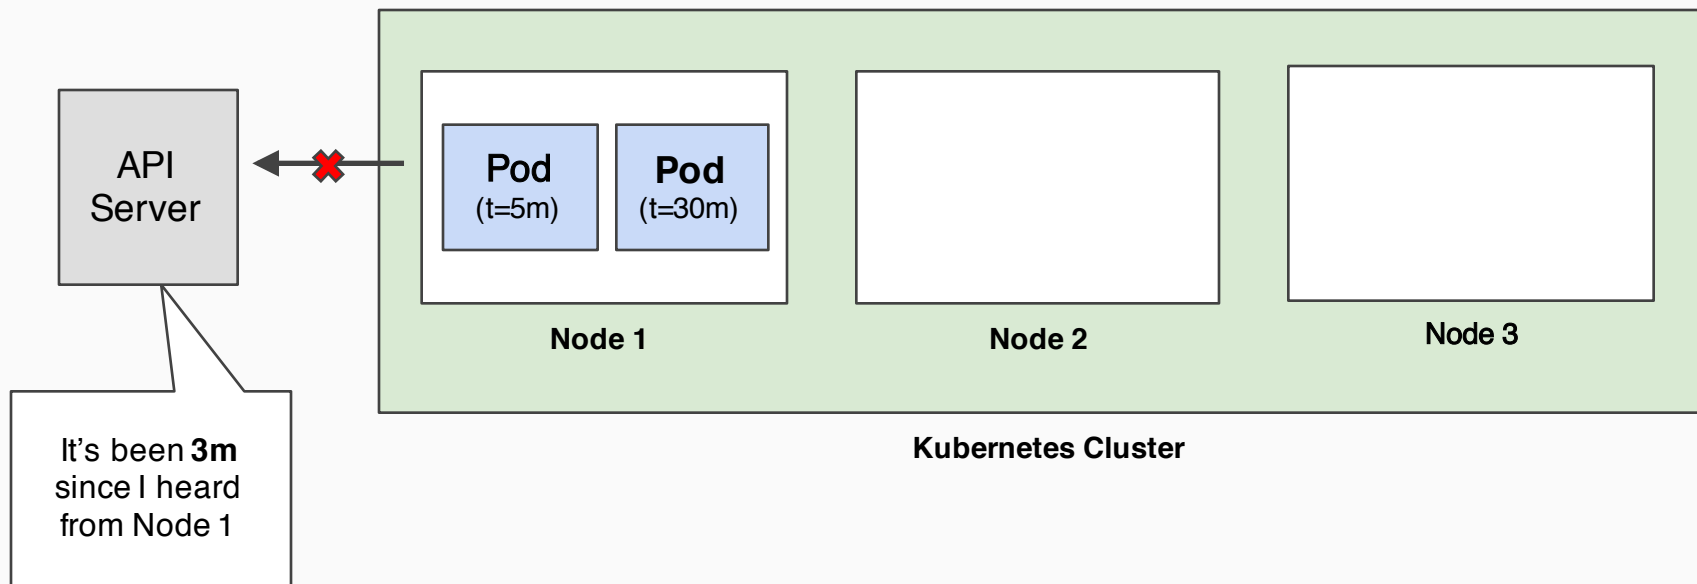 API
Server
Pod
(t=5m)
Pod
(t=30m)
Node 1
Node 2
Node 3
Kubernetes Cluster
It's been 3m
since I heard
from Node 1